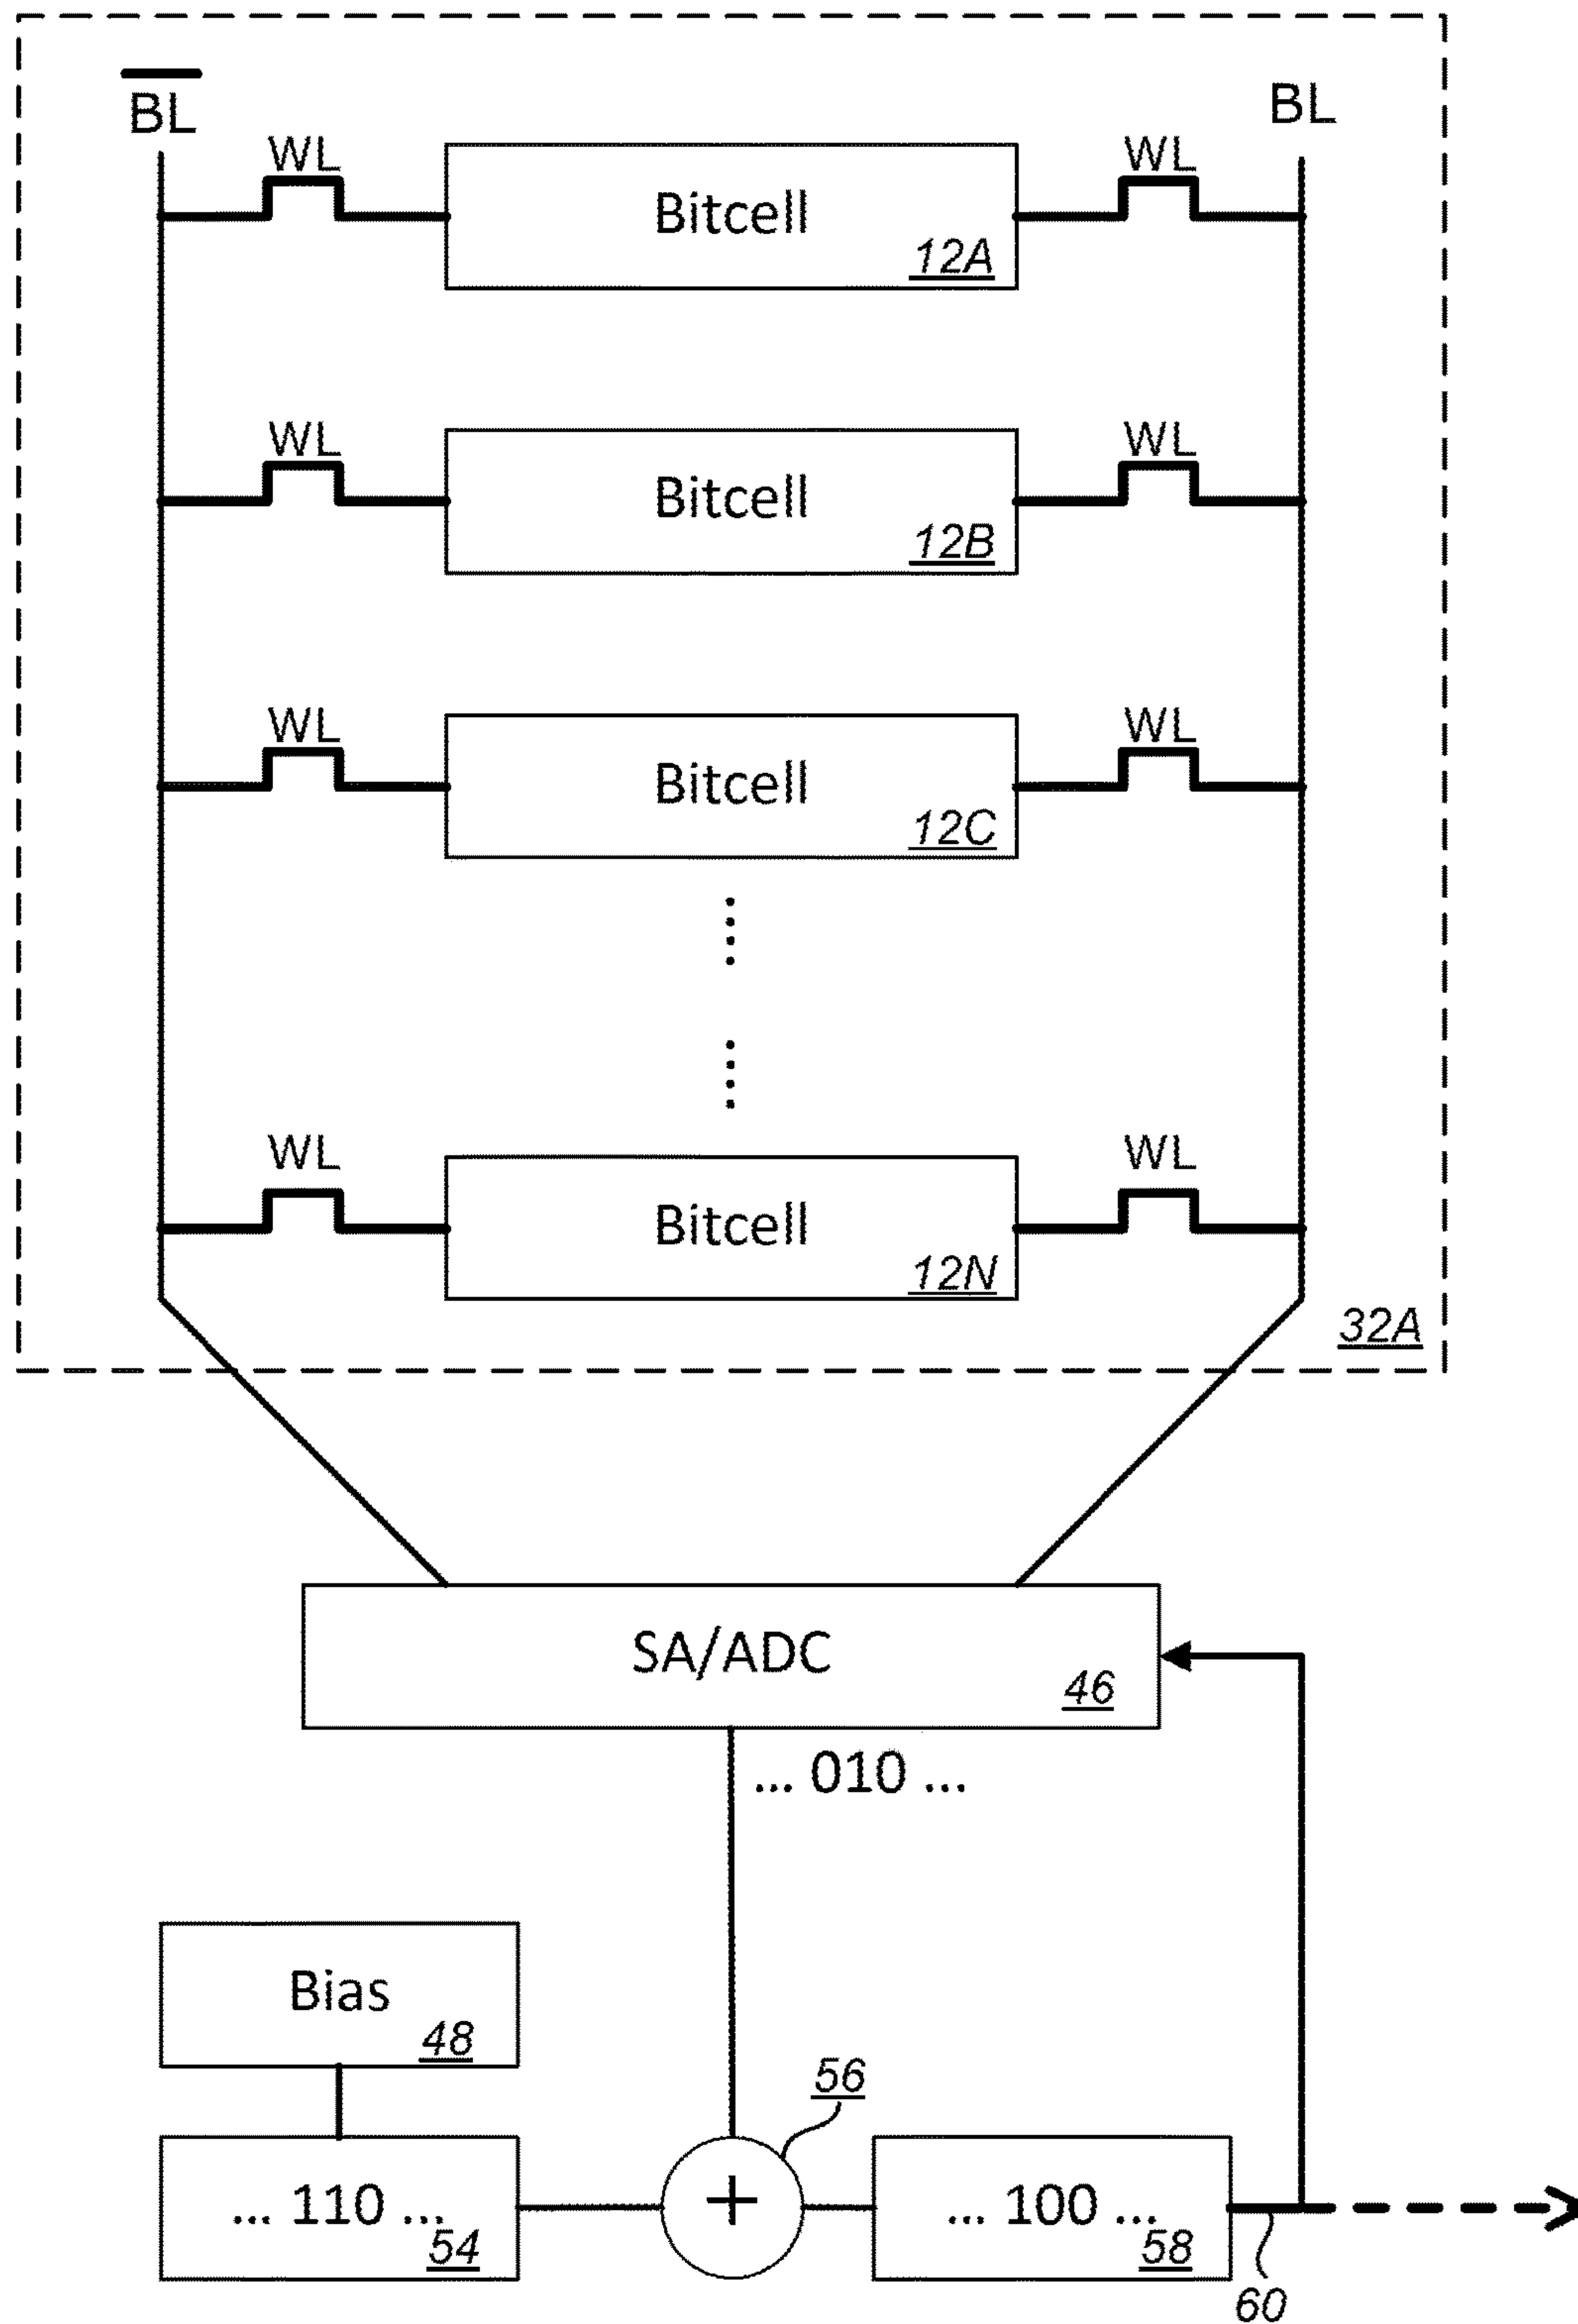 B̅L̅ BL
WL WL
Bitcell
12A
WL WL
Bitcell
12B
WL WL
Bitcell
12C
WL WL
Bitcell
12N
32A
SA/ADC
46
... 010 ...
Bias
48
56
... 110 ...
54
+
... 100 ...
58
60